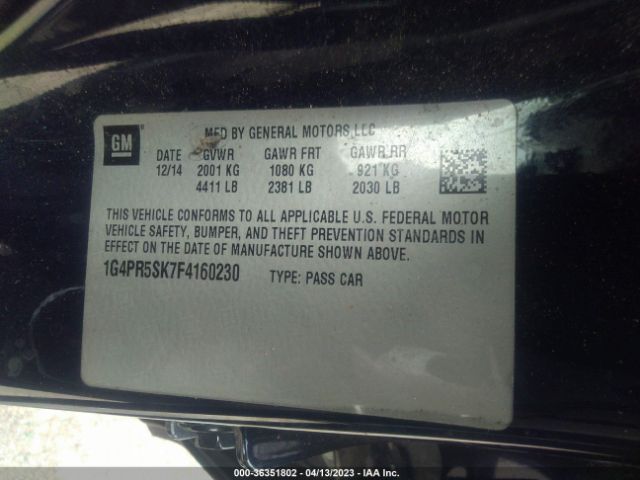 GM
MFD BY GENERAL MOTORS,LLC
DATE GVWR GAWR FRT GAWR RR
12/14 2001 KG 1080 KG 921 KG
4411 LB 2381 LB 2030 LB
THIS VEHICLE CONFORMS TO ALL APPLICABLE U.S. FEDERAL MOTOR
VEHICLE SAFETY, BUMPER, AND THEFT PREVENTION STANDARDS IN
EFFECT ON THE DATE OF MANUFACTURE SHOWN ABOVE.
1G4PR5SK7F4160230 TYPE: PASS CAR
000-36351802 - 04/13/2023 - IAA Inc.